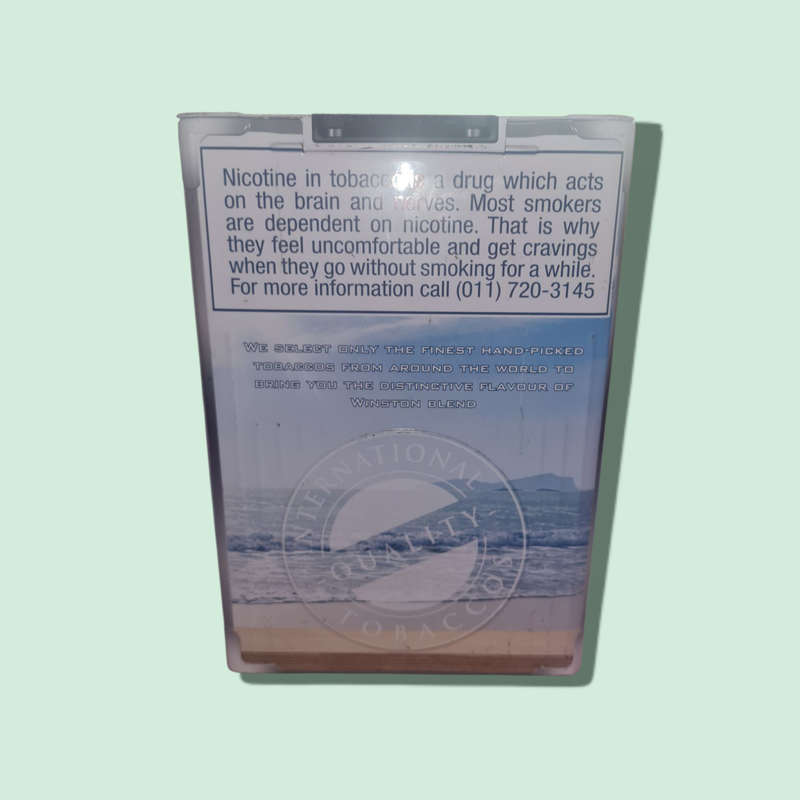 Nicotine in tobacco is a drug which acts
on the brain and nerves. Most smokers
are dependent on nicotine. That is why
they feel uncomfortable and get cravings
when they go without smoking for a while.
For more information call (011) 720-3145
WE SELECT ONLY THE FINEST HAND-PICKED
TOBACCOS FROM AROUND THE WORLD TO
BRING YOU THE DISTINCTIVE FLAVOUR OF
WINSTON BLEND
INTERNATIONAL
QUALITY
TOBACCOS